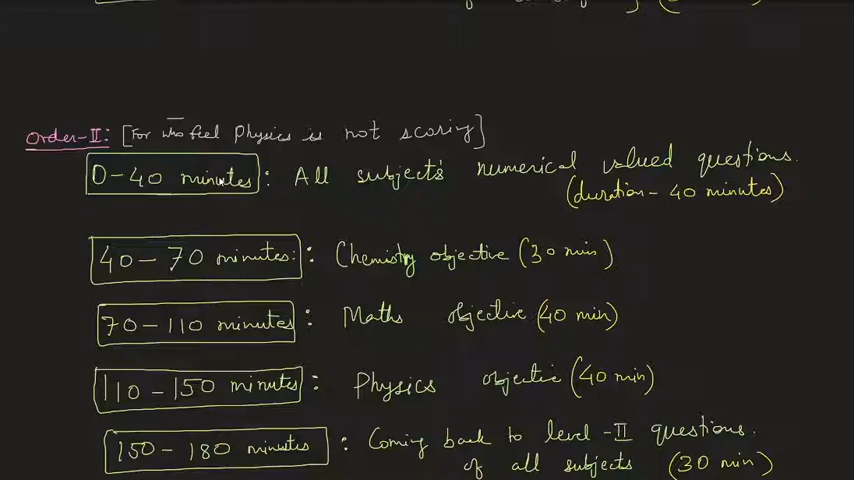 Order-II: [For who feel Physics is not scoring]
0-40 minutes: All subject's numerical valued questions.
(duration- 40 minutes)
40-70 minutes: : Chemistry objective (30 min)
70-110 minutes : Maths objective (40 min)
110-150 minutes : Physics objective (40 min)
150-180 minutes : Coming back to level-II questions.
of all subjects (30 min)